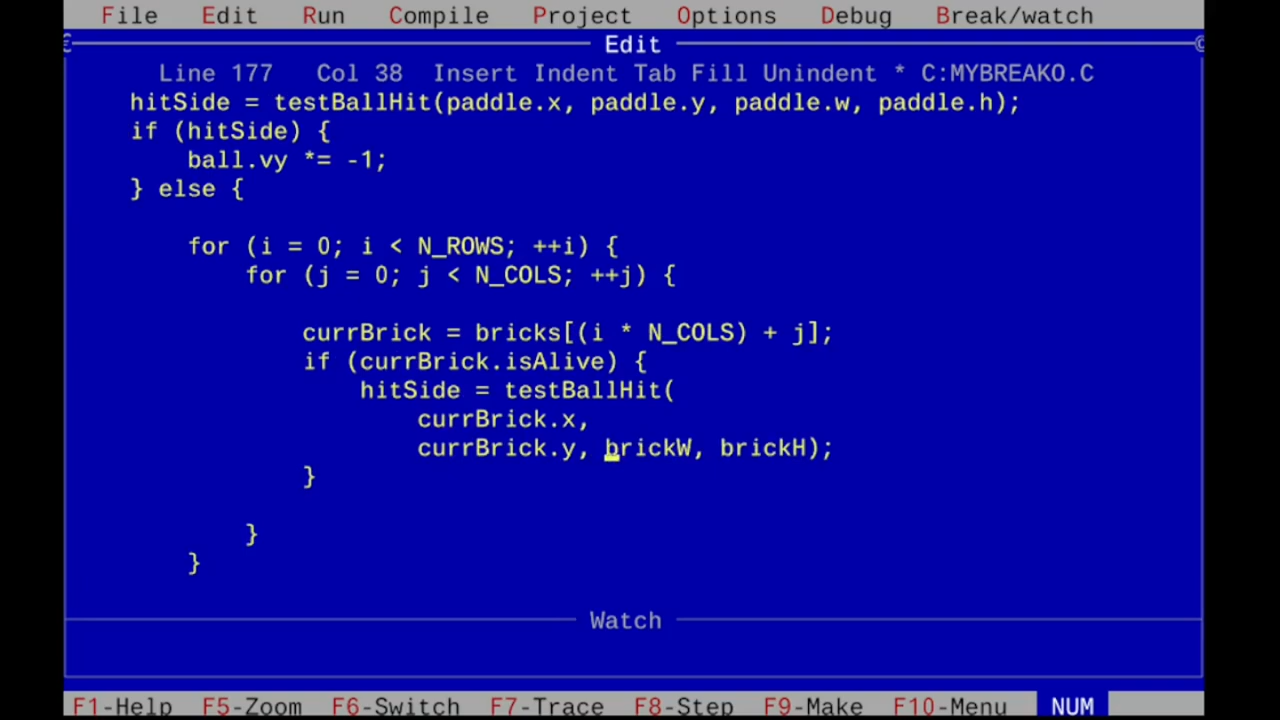 File Edit Run Compile Project Options Debug Break/watch
Edit
Line 177 Col 38 Insert Indent Tab Fill Unindent * C:MYBREAKO.C
hitSide = testBallHit(paddle.x, paddle.y, paddle.w, paddle.h);
if (hitSide) {
ball.vy *= -1;
} else {
for (i = 0; i < N_ROWS; ++i) {
for (j = 0; j < N_COLS; ++j) {
currBrick = bricks[(i * N_COLS) + j];
if (currBrick.isAlive) {
hitSide = testBallHit(
currBrick.x,
currBrick.y, brickW, brickH);
}
}
}
Watch
F1-Help F5-Zoom F6-Switch F7-Trace F8-Step F9-Make F10-Menu NUM